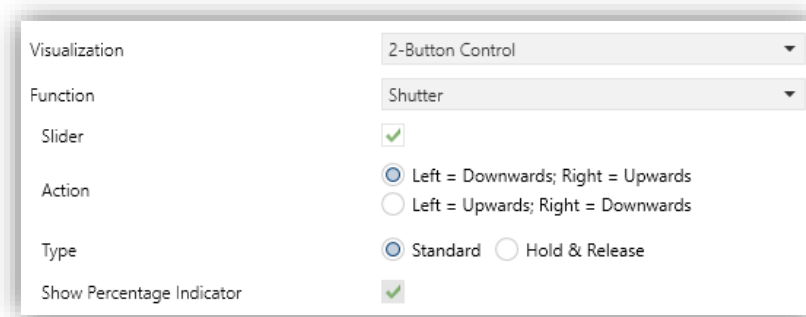 Visualization 2-Button Control
Function Shutter
Slider
Left = Downwards; Right = Upwards
Action
Left = Upwards; Right = Downwards
Type Standard Hold & Release
Show Percentage Indicator